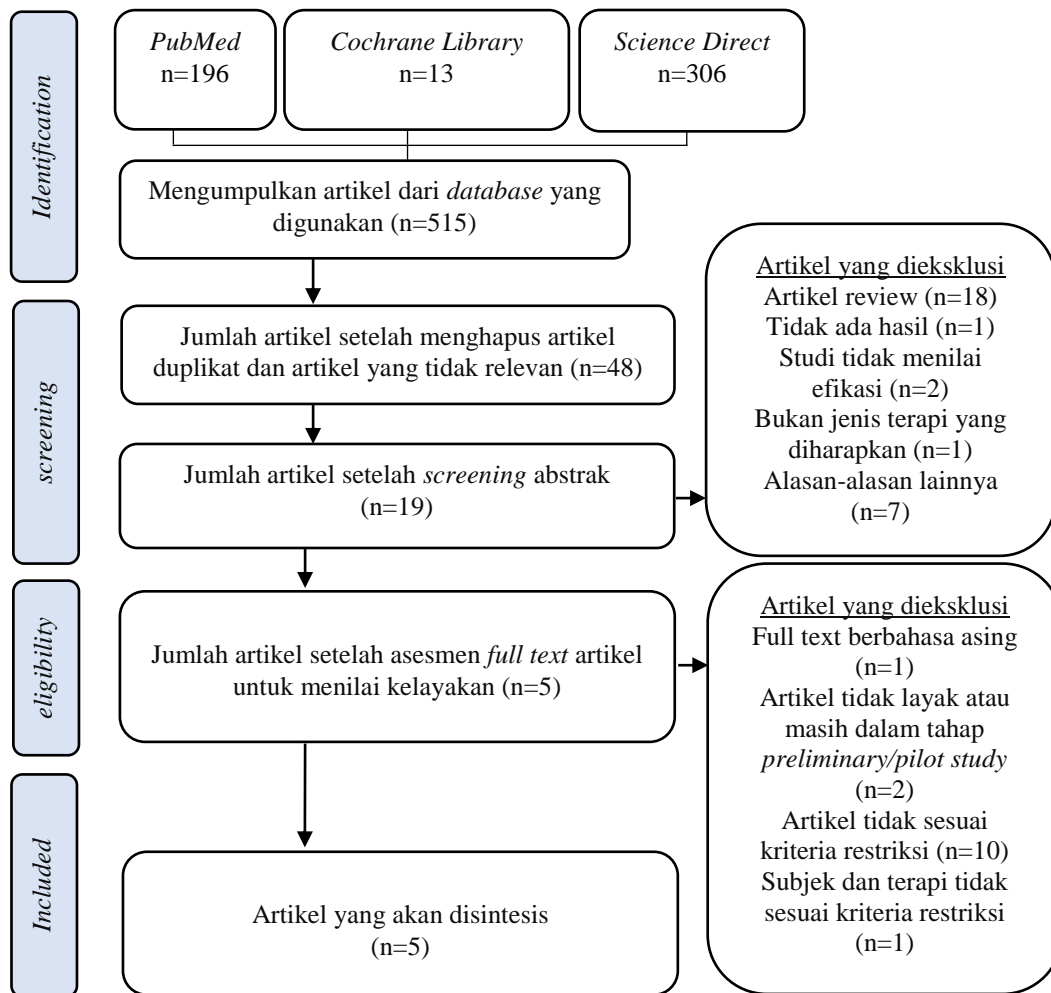 Identification
PubMed
n=196
Cochrane Library
n=13
Science Direct
n=306
Mengumpulkan artikel dari database yang
digunakan (n=515)
screening
Jumlah artikel setelah menghapus artikel
duplikat dan artikel yang tidak relevan (n=48)
Jumlah artikel setelah screening abstrak
(n=19)
Artikel yang dieksklusi
Artikel review (n=18)
Tidak ada hasil (n=1)
Studi tidak menilai
efikasi (n=2)
Bukan jenis terapi yang
diharapkan (n=1)
Alasan-alasan lainnya
(n=7)
eligibility
Jumlah artikel setelah asesmen full text artikel
untuk menilai kelayakan (n=5)
Artikel yang dieksklusi
Full text berbahasa asing
(n=1)
Artikel tidak layak atau
masih dalam tahap
preliminary/pilot study
(n=2)
Artikel tidak sesuai
kriteria restriksi (n=10)
Subjek dan terapi tidak
sesuai kriteria restriksi
(n=1)
Included
Artikel yang akan disintesis
(n=5)